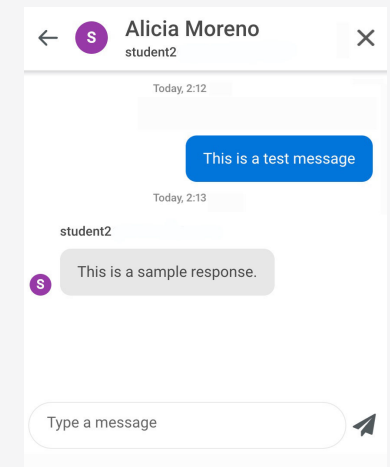 Alicia Moreno
S
student2
Today, 2:12
This is a test message
Today, 2:13
student2
This is a sample response.
S
Type a message